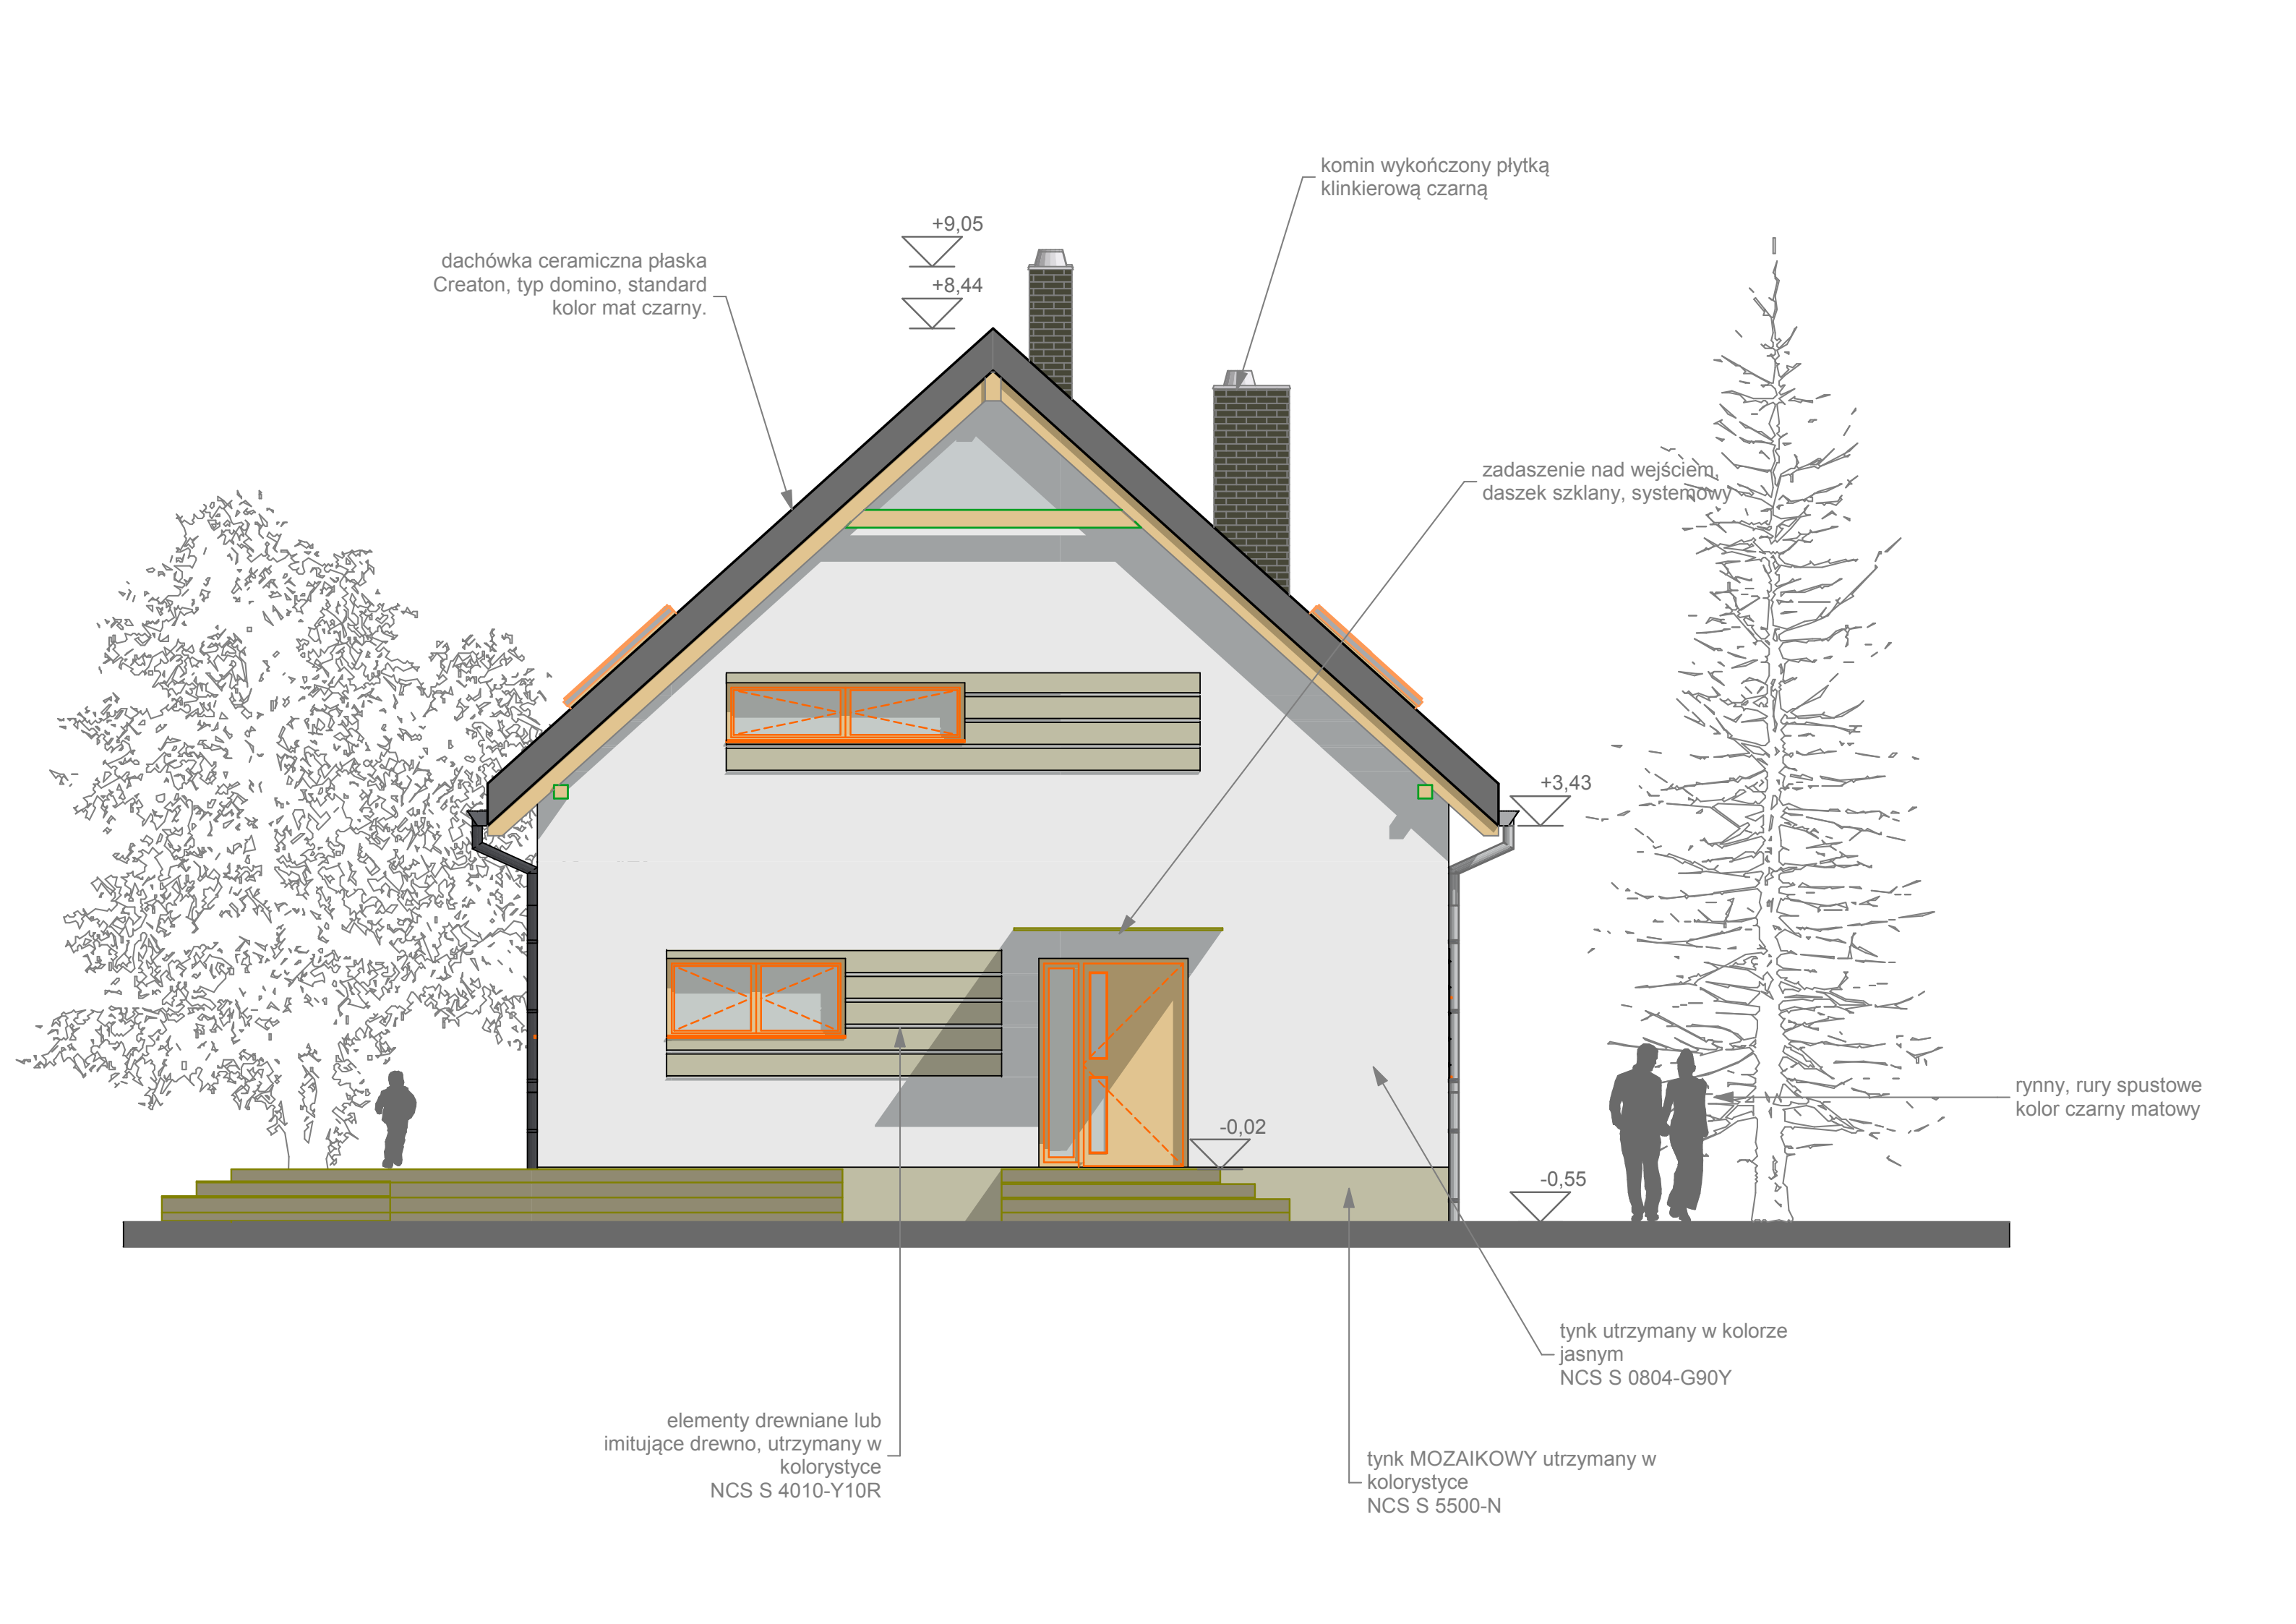 komin wykończony płytką
klinkierową czarną
+9,05
dachówka ceramiczna płaska
Creaton, typ domino, standard
kolor mat czarny.
+8,44
zadaszenie nad wejściem,
daszek szklany, systemowy
+3,43
rynny, rury spustowe
kolor czarny matowy
-0,02
-0,55
tynk utrzymany w kolorze
jasnym
NCS S 0804-G90Y
elementy drewniane lub
imitujące drewno, utrzymany w
kolorystyce
NCS S 4010-Y10R
tynk MOZAIKOWY utrzymany w
kolorystyce
NCS S 5500-N